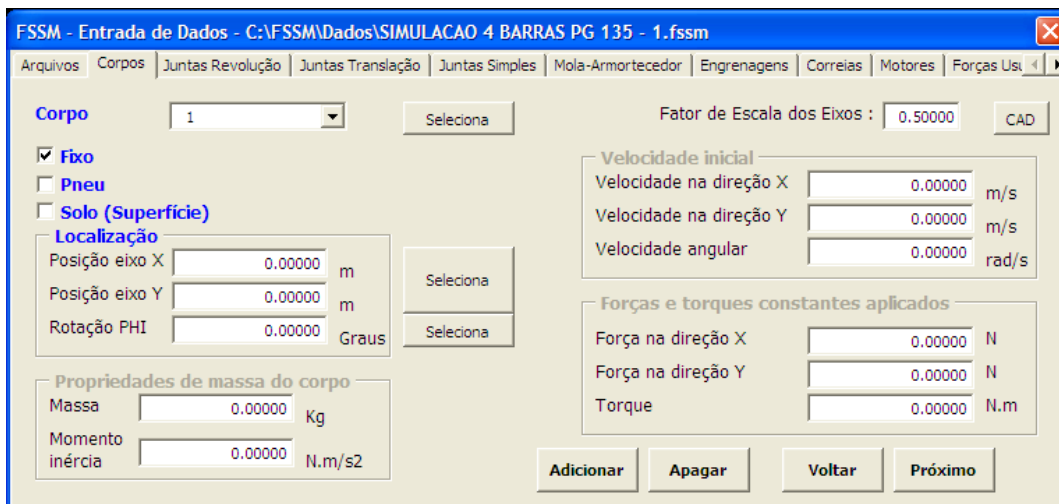 FSSM - Entrada de Dados - C:\FSSM\Dados\SIMULACAO 4 BARRAS PG 135 - 1.fssm
Arquivos Corpos Juntas Revolução Juntas Translação Juntas Simples Mola-Armortecedor Engrenagens Correias Motores Forças Usu
Corpo 1 Seleciona Fator de Escala dos Eixos : 0.50000 CAD
Fixo
Pneu
Solo (Superfície)
Localização
Posição eixo X 0.00000 m
Posição eixo Y 0.00000 m
Seleciona
Rotação PHI 0.00000 Graus Seleciona
Propriedades de massa do corpo
Massa 0.00000 Kg
Momento
inércia 0.00000 N.m/s2
Velocidade inicial
Velocidade na direção X 0.00000 m/s
Velocidade na direção Y 0.00000 m/s
Velocidade angular 0.00000 rad/s
Forças e torques constantes aplicados
Força na direção X 0.00000 N
Força na direção Y 0.00000 N
Torque 0.00000 N.m
Adicionar Apagar Voltar Próximo